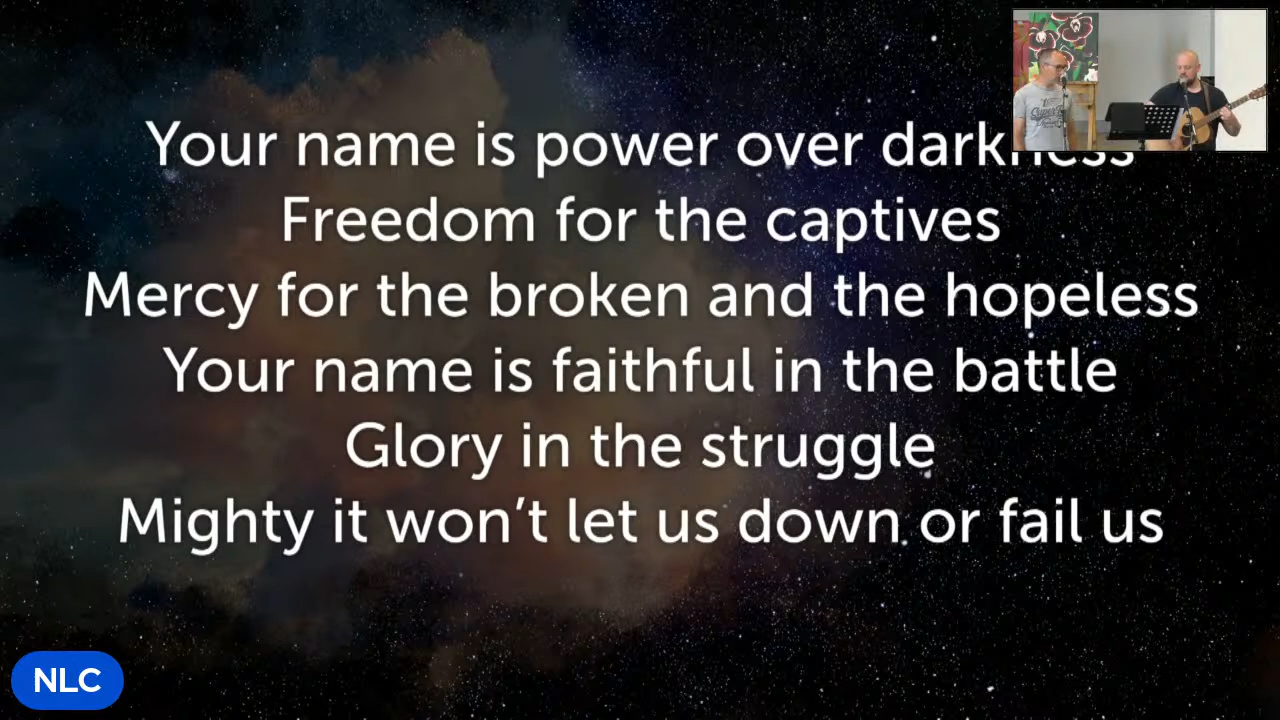 Your name is power over darkness
Freedom for the captives
Mercy for the broken and the hopeless
Your name is faithful in the battle
Glory in the struggle
Mighty it won’t let us down or fail us
NLC